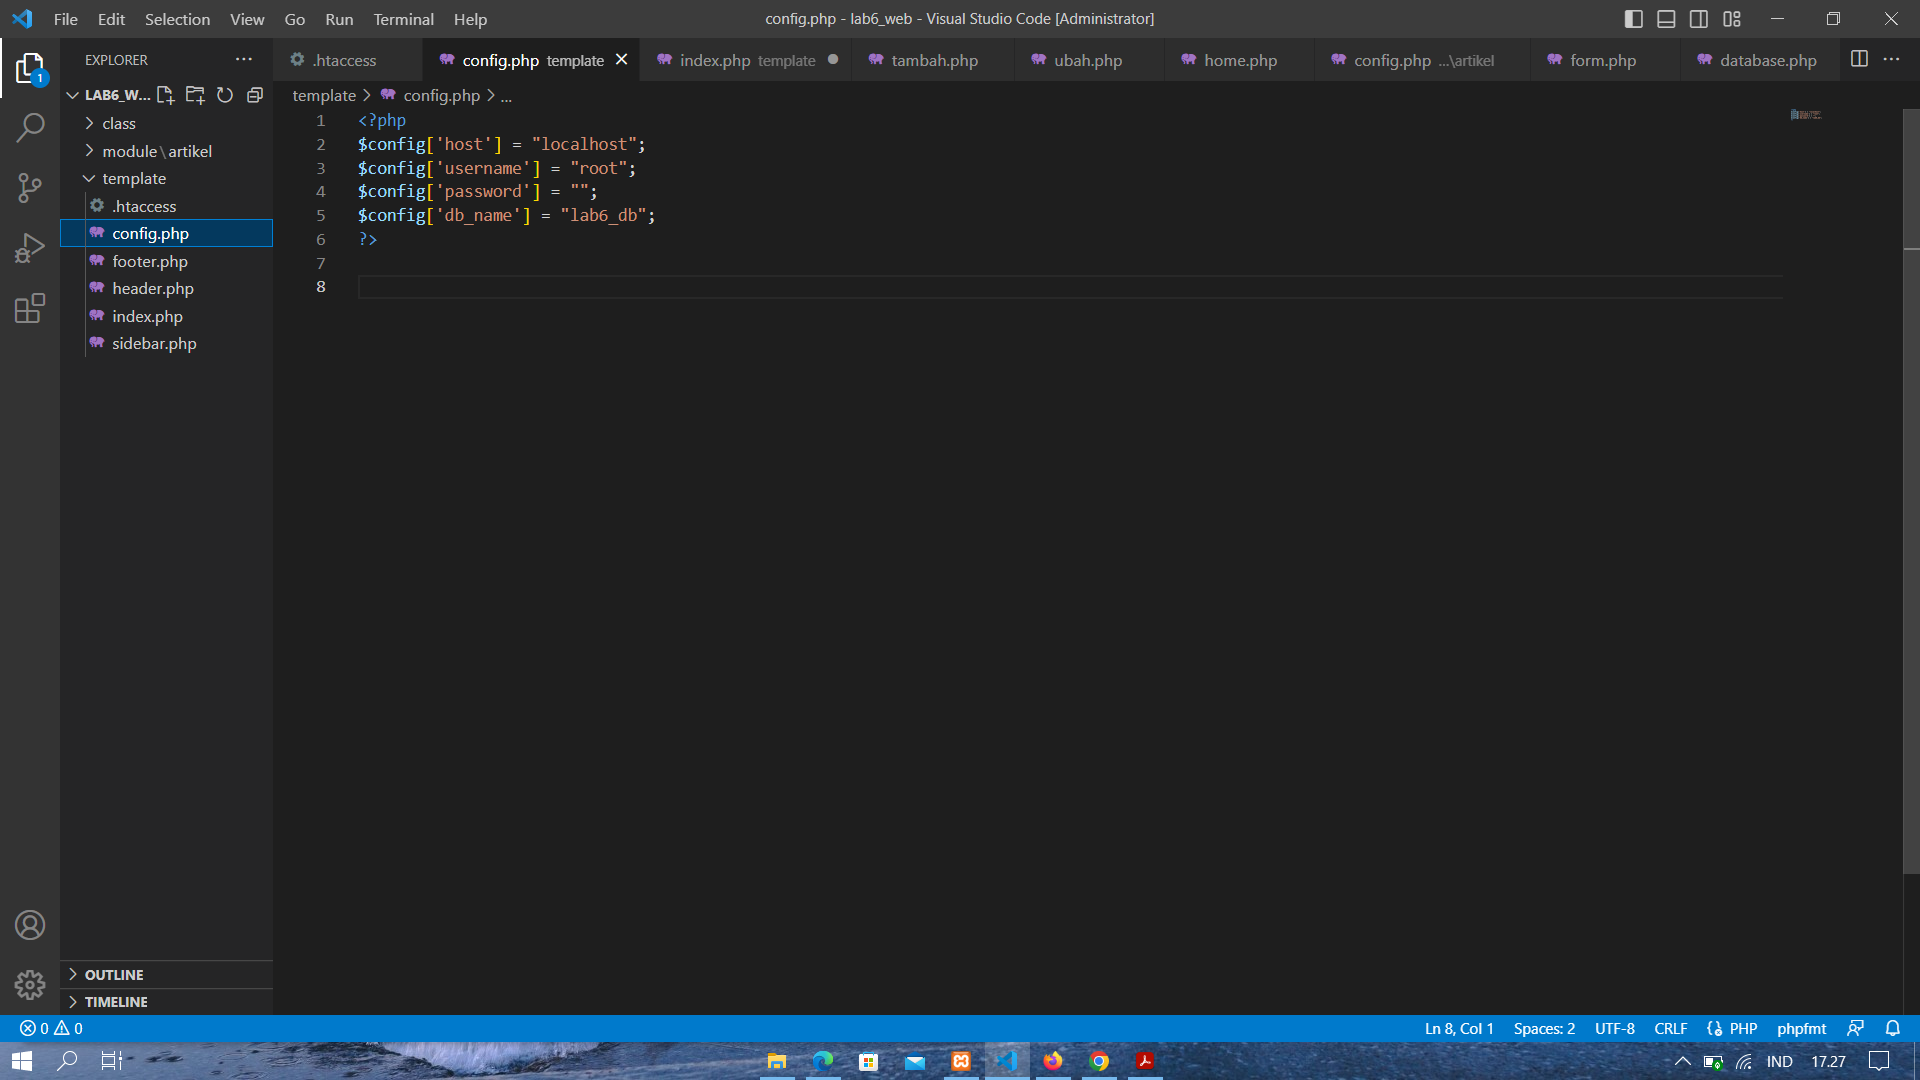 File Edit Selection View Go Run Terminal Help
config.php - lab6_web - Visual Studio Code [Administrator]
EXPLORER
.htaccess
config.php template
index.php template
tambah.php
ubah.php
home.php
config.php ...\artikel
form.php
database.php
LAB6_W...
template > config.php > ...
class
module\artikel
template
.htaccess
config.php
footer.php
header.php
index.php
sidebar.php
1 <?php
2 $config['host'] = "localhost";
3 $config['username'] = "root";
4 $config['password'] = "";
5 $config['db_name'] = "lab6_db";
6 ?>
7
8
1
OUTLINE
TIMELINE
0 0
Ln 8, Col 1
Spaces: 2
UTF-8
CRLF
PHP
phpfmt
IND
17.27